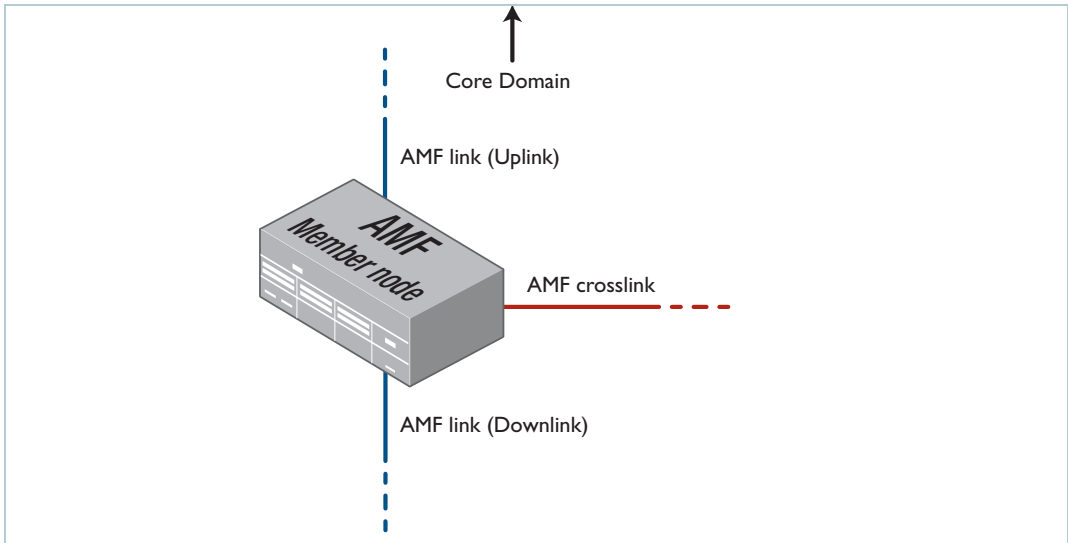 Core Domain
AMF link (Uplink)
AMF
Member node
AMF crosslink
AMF link (Downlink)